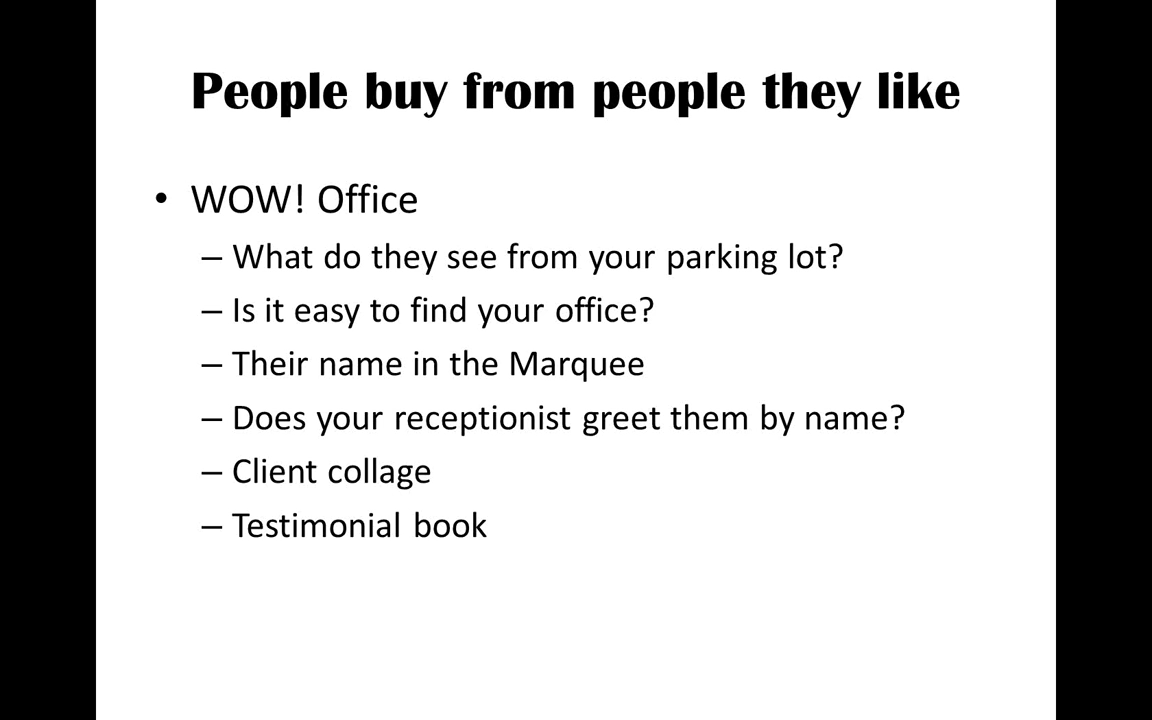 People buy from people they like
• WOW! Office
– What do they see from your parking lot?
– Is it easy to find your office?
– Their name in the Marquee
– Does your receptionist greet them by name?
– Client collage
– Testimonial book